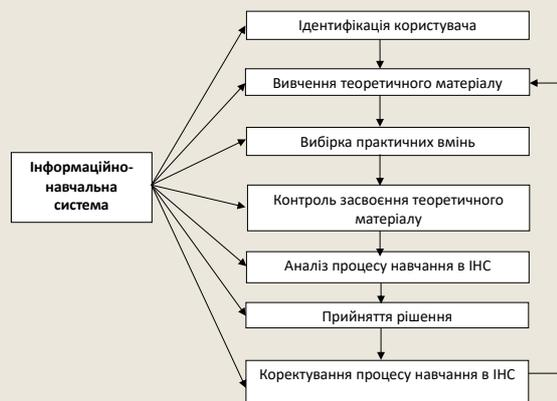 Ідентифікація користувача
Вивчення теоретичного матеріалу
Вибірка практичних вмінь
Інформаційно-
навчальна
система
Контроль засвоєння теоретичного
матеріалу
Аналіз процесу навчання в ІНС
Прийняття рішення
Коректування процесу навчання в ІНС